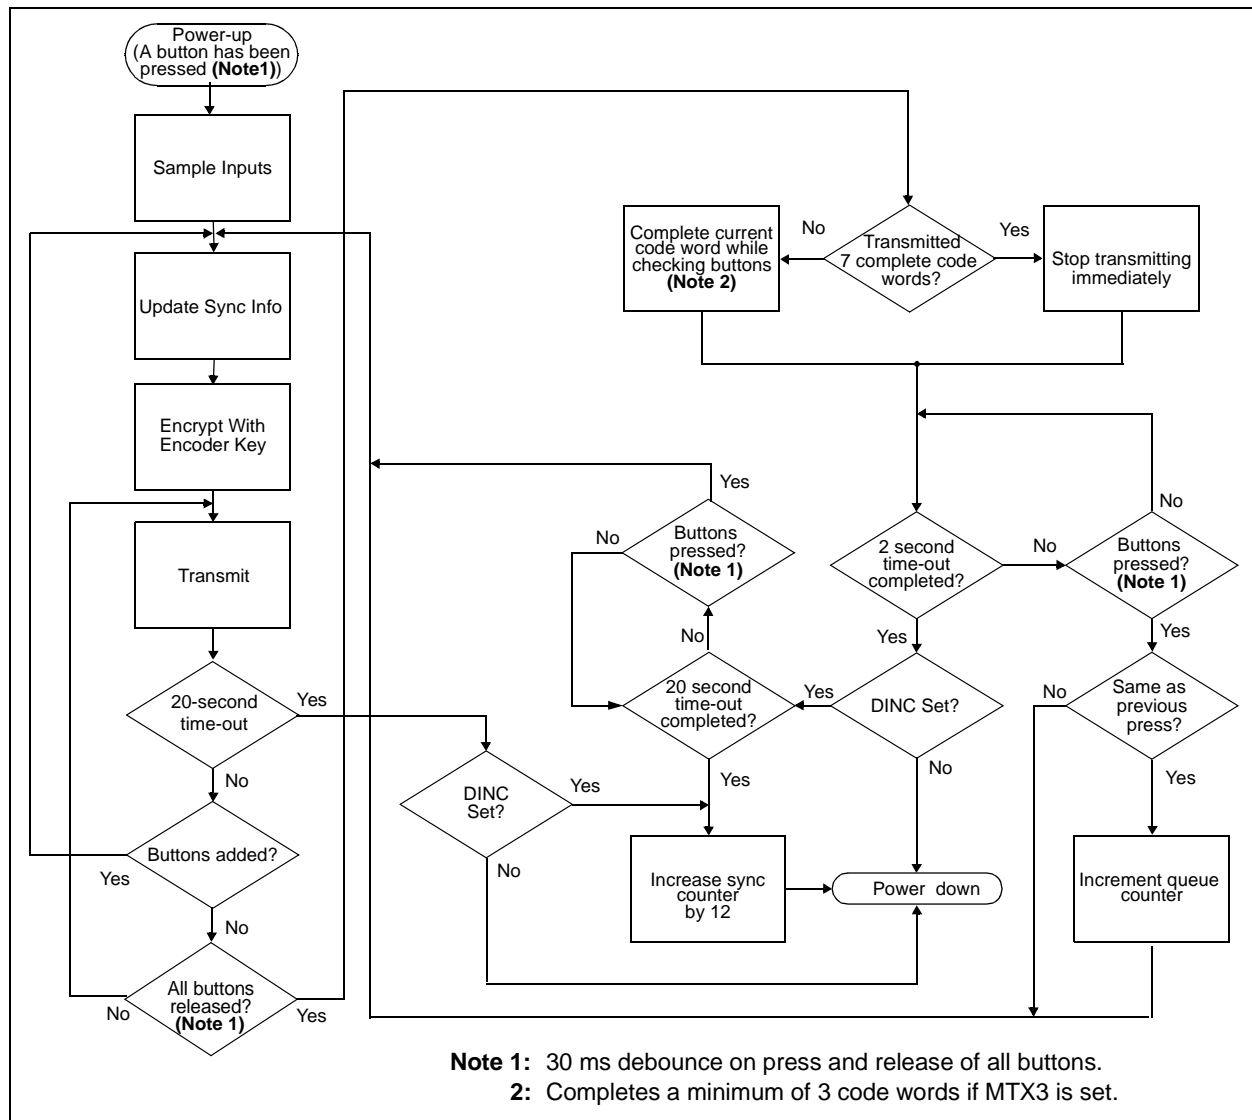 Power-up
(A button has been
pressed (Note1))
Sample Inputs
Update Sync Info
Encrypt With
Encoder Key
Transmit
20-second
time-out
Yes
No
Buttons added?
Yes
No
All buttons
released?
(Note 1)
No
Yes
Transmitted
7 complete code
words?
No
Yes
Complete current
code word while
checking buttons
(Note 2)
Stop transmitting
immediately
2 second
time-out
completed?
No
Yes
Buttons
pressed?
(Note 1)
No
Yes
Same as
previous
press?
No
Yes
Increment queue
counter
DINC Set?
Yes
No
Buttons
pressed?
(Note 1)
Yes
No
20 second
time-out
completed?
No
Yes
DINC
Set?
Yes
No
Increase sync
counter
by 12
Power down
Note 1: 30 ms debounce on press and release of all buttons.
2: Completes a minimum of 3 code words if MTX3 is set.